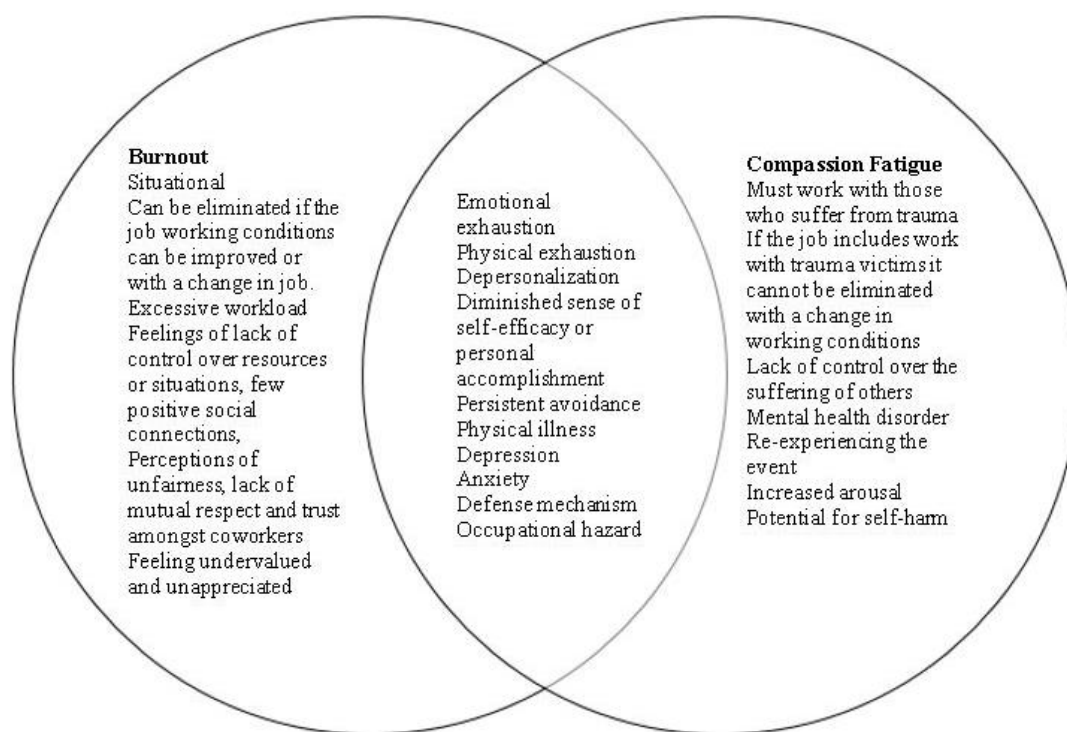 Burnout
Situational
Can be eliminated if the
job working conditions
can be improved or
with a change in job.
Excessive workload
Feelings of lack of
control over resources
or situations, few
positive social
connections,
Perceptions of
unfairness, lack of
mutual respect and trust
amongst coworkers
Feeling undervalued
and unappreciated
Emotional
exhaustion
Physical exhaustion
Depersonalization
Diminished sense of
self-efficacy or
personal
accomplishment
Persistent avoidance
Physical illness
Depression
Anxiety
Defense mechanism
Occupational hazard
Compassion Fatigue
Must work with those
who suffer from trauma
If the job includes work
with trauma victims it
cannot be eliminated
with a change in
working conditions
Lack of control over the
suffering of others
Mental health disorder
Re-experiencing the
event
Increased arousal
Potential for self-harm